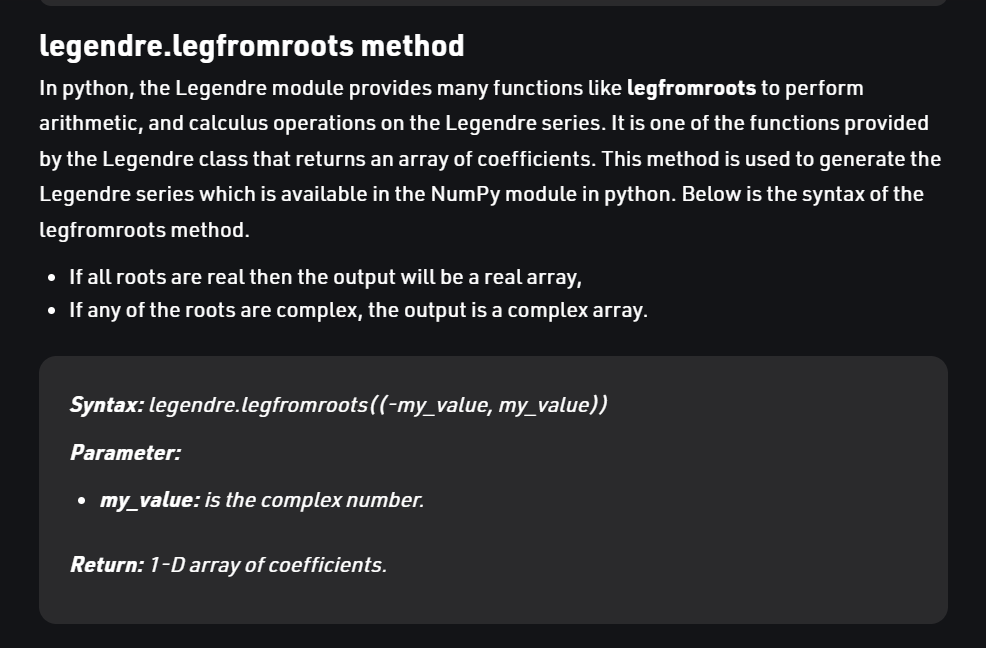 legendre.legfromroots method
In python, the Legendre module provides many functions like legfromroots to perform
arithmetic, and calculus operations on the Legendre series. It is one of the functions provided
by the Legendre class that returns an array of coefficients. This method is used to generate the
Legendre series which is available in the NumPy module in python. Below is the syntax of the
legfromroots method.
• If all roots are real then the output will be a real array,
• If any of the roots are complex, the output is a complex array.
Syntax: legendre.legfromroots((-my_value, my_value))
Parameter:
• my_value: is the complex number.
Return: 1-D array of coefficients.